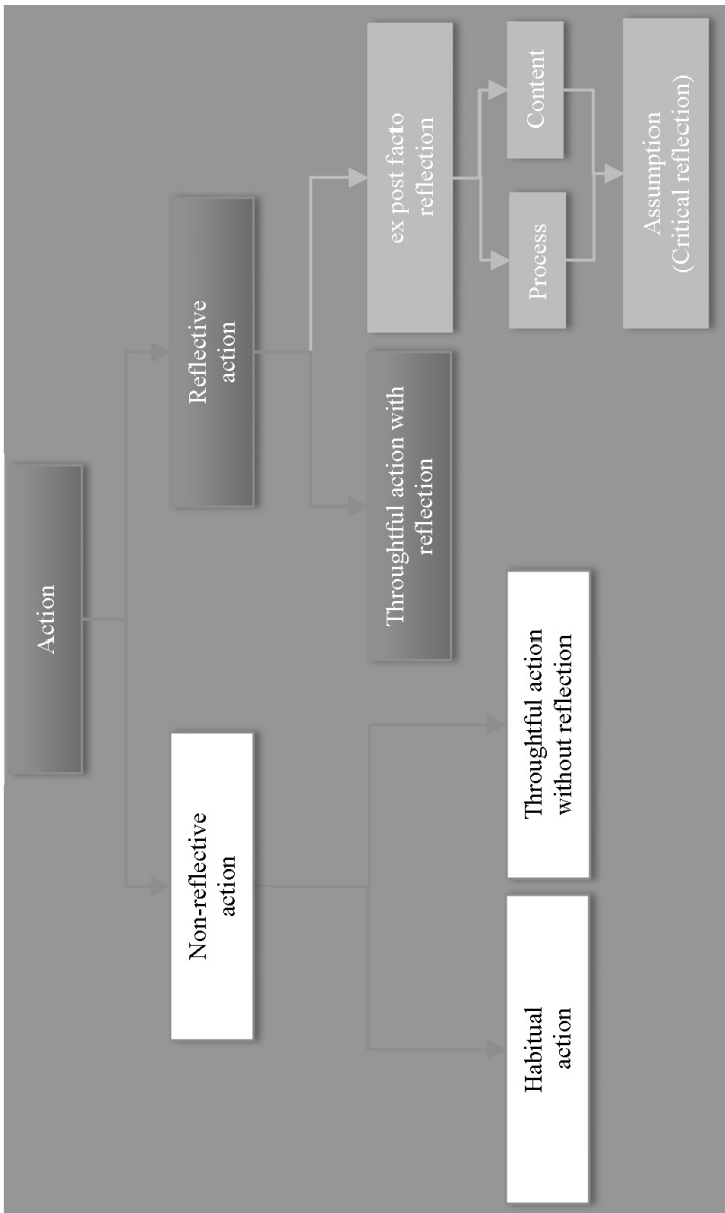 Action
Non-reflective
action
Reflective
action
Habitual
action
Throughtful action
without reflection
Throughtful action with
reflection
ex post facto
reflection
Process
Content
Assumption
(Critical reflection)